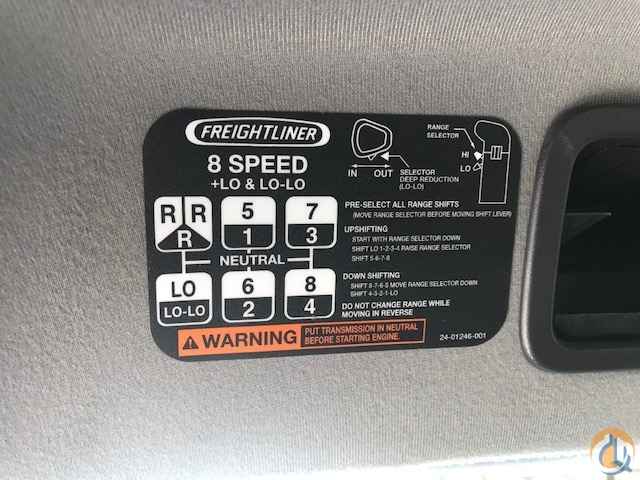 FREIGHTLINER
8 SPEED
+LO & LO-LO
IN OUT
SELECTOR
DEEP REDUCTION
(LO-LO)
RANGE
SELECTOR
HI
LO
R R 5 7
R 1 3
NEUTRAL
LO 6 8
LO-LO 2 4
PRE-SELECT ALL RANGE SHIFTS
(MOVE RANGE SELECTOR BEFORE MOVING SHIFT LEVER)
UPSHIFTING
START WITH RANGE SELECTOR DOWN
SHIFT LO 1-2-3-4 RAISE RANGE SELECTOR
SHIFT 5-6-7-8
DOWN SHIFTING
SHIFT 8-7-6-5 MOVE RANGE SELECTOR DOWN
SHIFT 4-3-2-1-LO
DO NOT CHANGE RANGE WHILE
MOVING IN REVERSE
WARNING
PUT TRANSMISSION IN NEUTRAL
BEFORE STARTING ENGINE.
24-01246-001